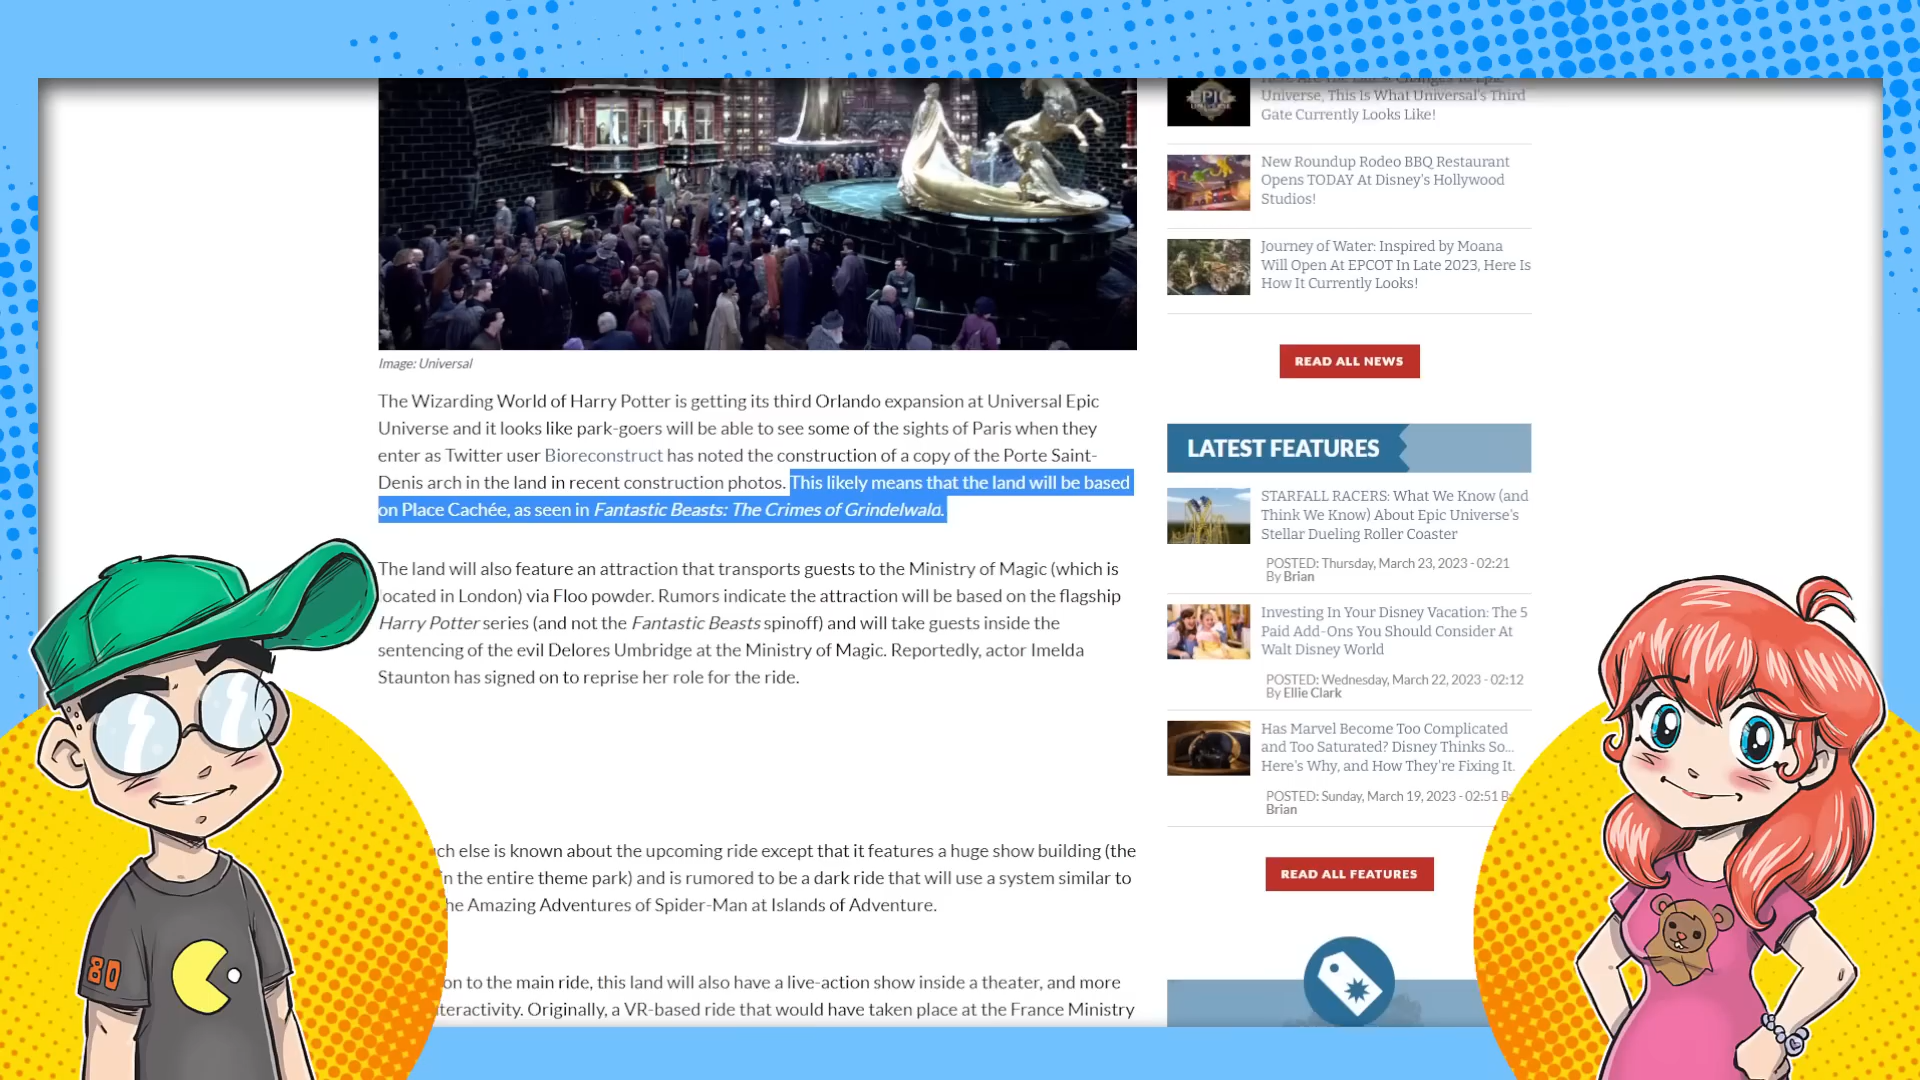 Universe, This Is What Universal's Third
Gate Currently Looks Like!
EPIC
UNIVERSE
New Roundup Rodeo BBQ Restaurant
Opens TODAY At Disney's Hollywood
Studios!
Journey of Water: Inspired by Moana
Will Open At EPCOT In Late 2023, Here Is
How It Currently Looks!
READ ALL NEWS
Image: Universal
The Wizarding World of Harry Potter is getting its third Orlando expansion at Universal Epic
Universe and it looks like park-goers will be able to see some of the sights of Paris when they
enter as Twitter user Bioreconstruct has noted the construction of a copy of the Porte Saint-
Denis arch in the land in recent construction photos. This likely means that the land will be based
on Place Cachée, as seen in Fantastic Beasts: The Crimes of Grindelwald.
The land will also feature an attraction that transports guests to the Ministry of Magic (which is
located in London) via Floo powder. Rumors indicate the attraction will be based on the flagship
Harry Potter series (and not the Fantastic Beasts spinoff) and will take guests inside the
sentencing of the evil Delores Umbridge at the Ministry of Magic. Reportedly, actor Imelda
Staunton has signed on to reprise her role for the ride.
else is known about the upcoming ride except that it features a huge show building (the
in the entire theme park) and is rumored to be a dark ride that will use a system similar to
the Amazing Adventures of Spider-Man at Islands of Adventure.
to the main ride, this land will also have a live-action show inside a theater, and more
Originally, a VR-based ride that would have taken place at the France Ministry
LATEST FEATURES
STARFALL RACERS: What We Know (and
Think We Know) About Epic Universe's
Stellar Dueling Roller Coaster
POSTED: Thursday, March 23, 2023 - 02:21
By Brian
Investing In Your Disney Vacation: The 5
Paid Add-Ons You Should Consider At
Walt Disney World
POSTED: Wednesday, March 22, 2023 - 02:12
By Ellie Clark
Has Marvel Become Too Complicated
and Too Saturated? Disney Thinks So...
Here's Why, and How They're Fixing It.
POSTED: Sunday, March 19, 2023 - 02:51 By
Brian
READ ALL FEATURES
80